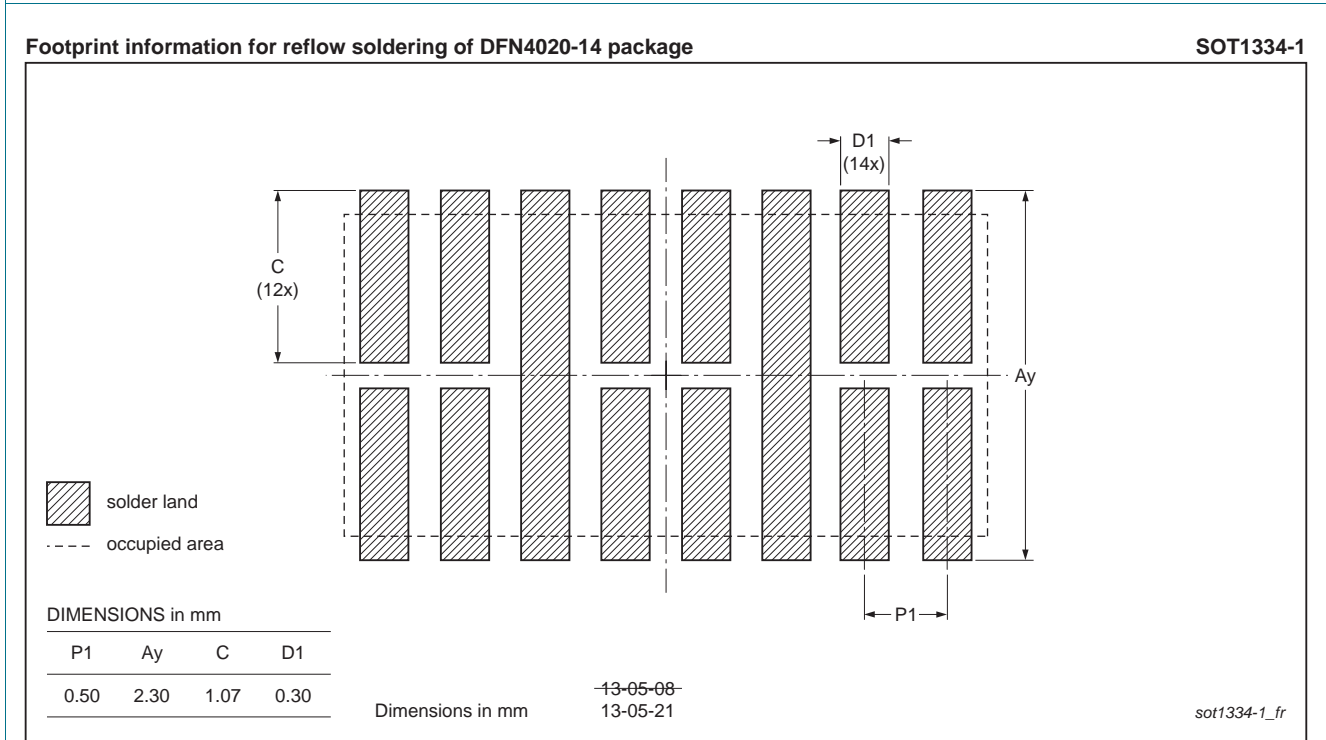 Footprint information for reflow soldering of DFN4020-14 package SOT1334-1
D1
(14x)
C
(12x)
Ay
solder land
occupied area
P1
DIMENSIONS in mm
P1 Ay C D1
0.50 2.30 1.07 0.30
13-05-08
Dimensions in mm 13-05-21
sot1334-1_fr